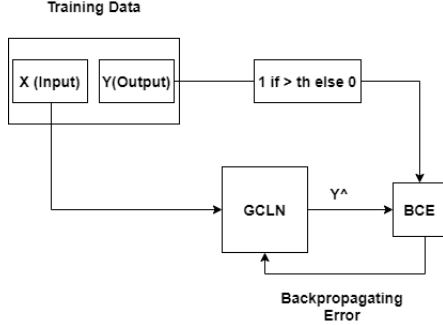 Training Data
X (Input)
Y(Output)
1 if > th else 0
GCLN
Y^
BCE
Backpropagating
Error